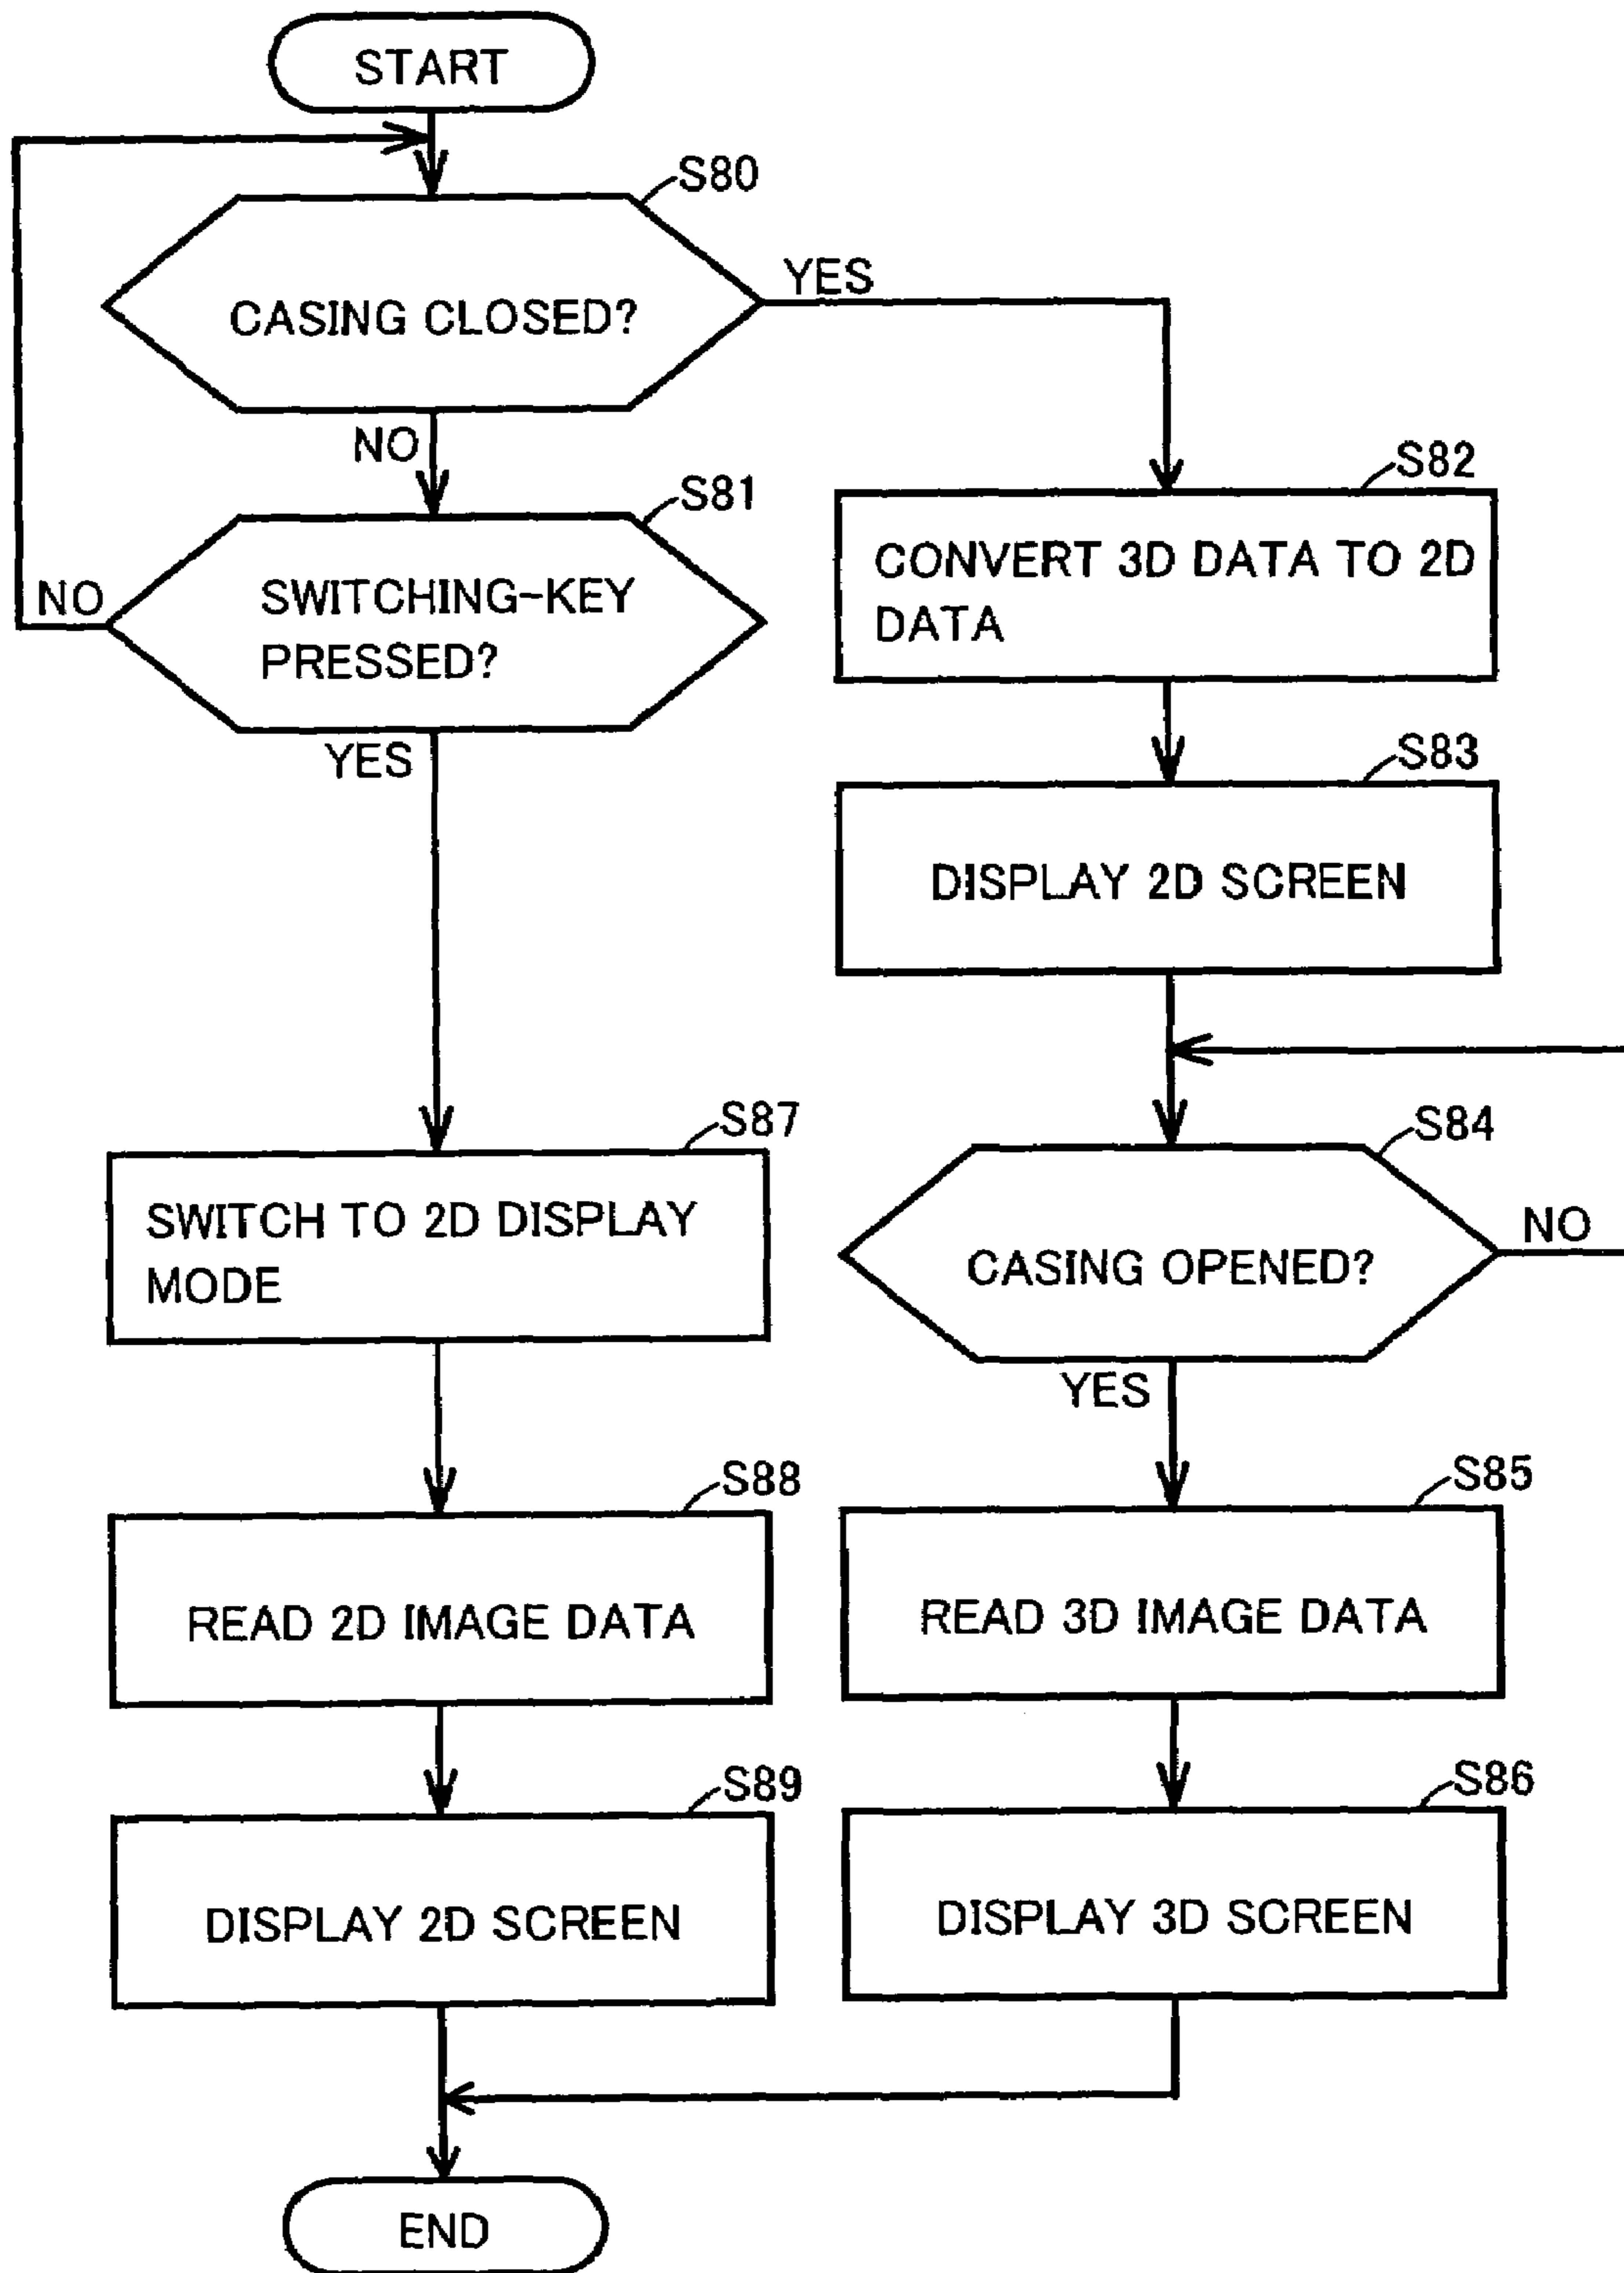 START
S80
CASING CLOSED?
YES
NO
S81
SWITCHING-KEY
PRESSED?
NO
YES
S82
CONVERT 3D DATA TO 2D
DATA
S83
DISPLAY 2D SCREEN
S84
CASING OPENED?
NO
YES
S85
READ 3D IMAGE DATA
S86
DISPLAY 3D SCREEN
S87
SWITCH TO 2D DISPLAY
MODE
S88
READ 2D IMAGE DATA
S89
DISPLAY 2D SCREEN
END